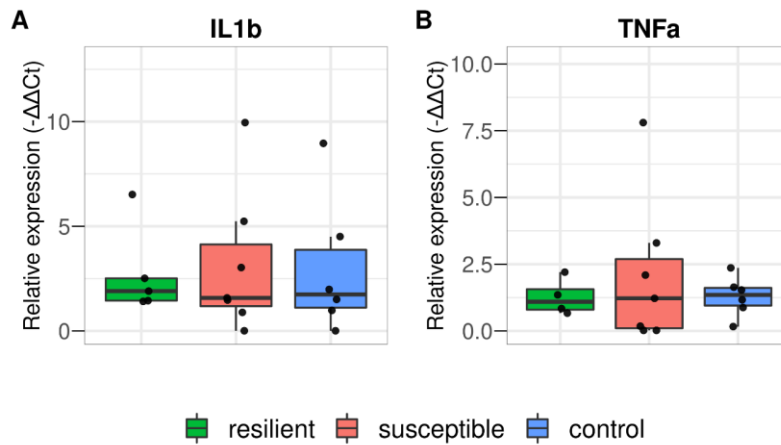 A
IL1b
Relative expression (-ΔΔCt)
10
5
0
B
TNFa
Relative expression (-ΔΔCt)
10.0
7.5
5.0
2.5
0.0
resilient susceptible control